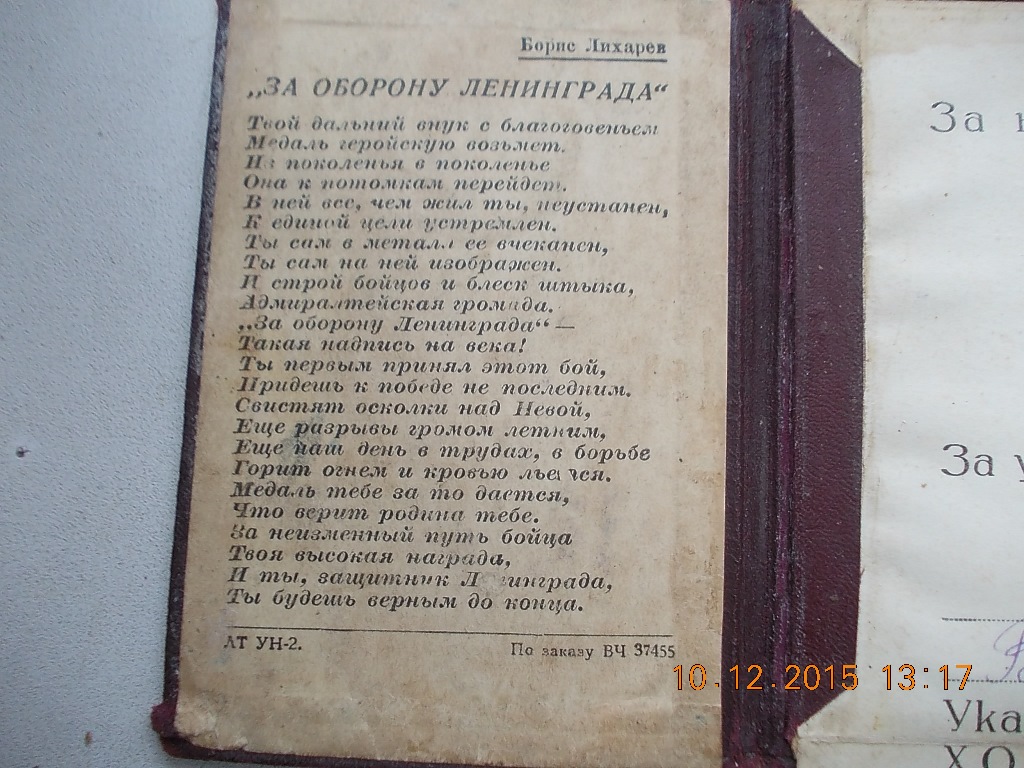 Борис Лихарев
„ЗА ОБОРОНУ ЛЕНИНГРАДА“
Твой дальний внук с благоговеньем
Медаль геройскую возьмет.
Из поколенья в поколенье
Она к потомкам перейдет.
В ней все, чем жил ты, неустанен,
К единой цели устремлен.
Ты сам в металл ее вчеканен,
Ты сам на ней изображен.
И строй бойцов и блеск штыка,
Адмиралтейская громада.
„За оборону Ленинграда“ —
Такая надпись на века!
Ты первым принял этот бой,
Придешь к победе не последним.
Свистят осколки над Невой,
Еще разрывы громом летним,
Еще наш день в трудах, в борьбе
Горит огнем и кровью льется.
Медаль тебе за то дается,
Что верит родина тебе.
За неизменный путь бойца
Твоя высокая награда,
И ты, защитник Ленинграда,
Ты будешь верным до конца.
АТ УН-2. По заказу ВЧ 37455
За
За у
Ука
ХО
10.12.2015 13:17